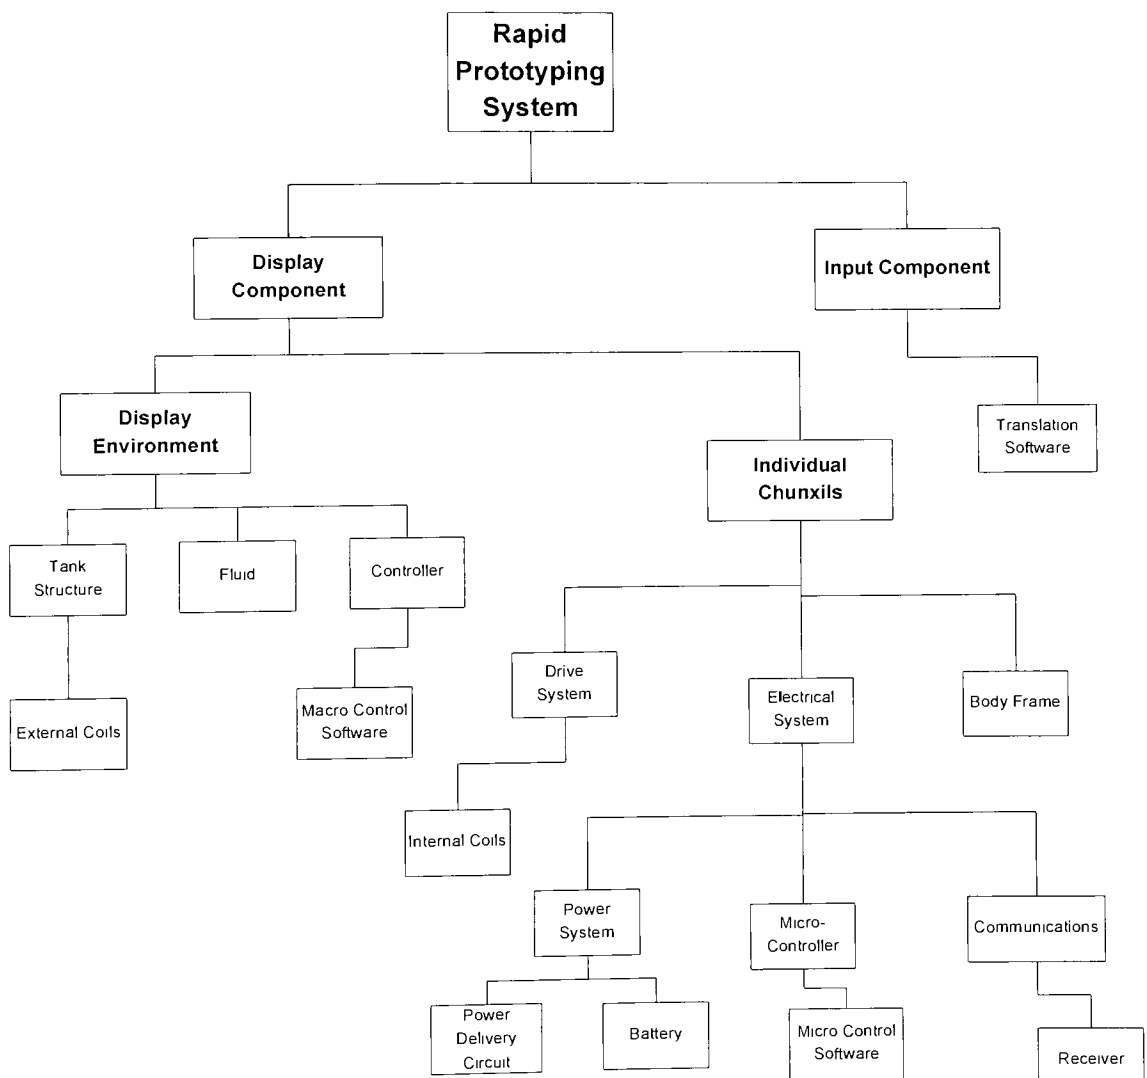 Rapid
Prototyping
System
Display
Component
Input Component
Display
Environment
Individual
Chunxils
Translation
Software
Tank
Structure
Fluid
Controller
Drive
System
Electrical
System
Body Frame
External Coils
Macro Control
Software
Internal Coils
Power
System
Micro-
Controller
Communications
Power
Delivery
Circuit
Battery
Micro Control
Software
Receiver